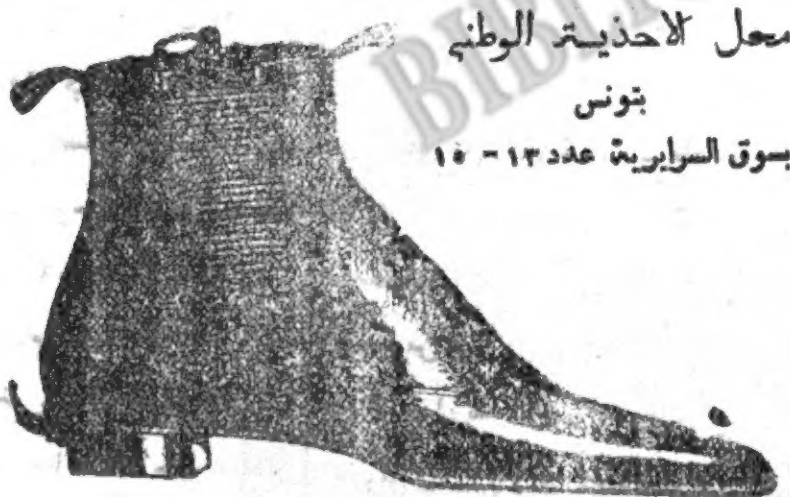 محل الاحذية الوطني
بتونس
بسوق السرايرية عدد ١٣ - ١٥